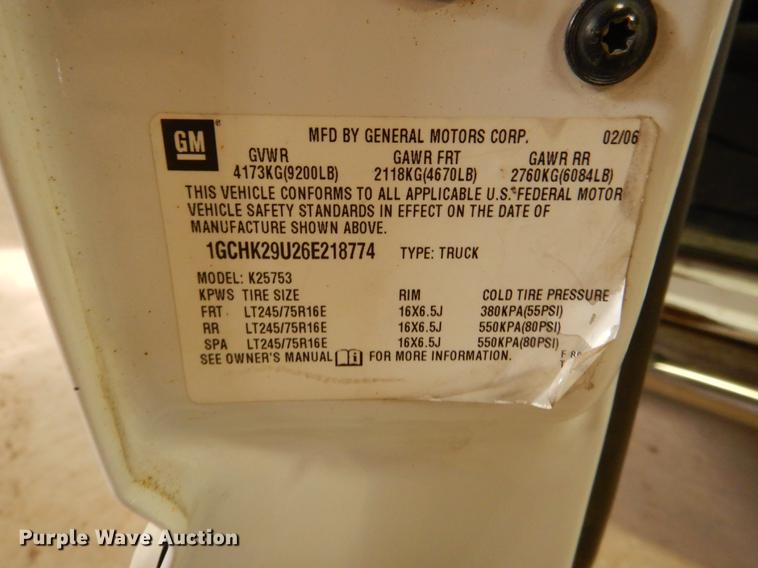 GM
MFD BY GENERAL MOTORS CORP. 02/06
GVWR GAWR FRT GAWR RR
4173KG(9200LB) 2118KG(4670LB) 2760KG(6084LB)
THIS VEHICLE CONFORMS TO ALL APPLICABLE U.S. FEDERAL MOTOR
VEHICLE SAFETY STANDARDS IN EFFECT ON THE DATE OF
MANUFACTURE SHOWN ABOVE.
1GCHK29U26E218774 TYPE: TRUCK
MODEL: K25753
KPWS TIRE SIZE RIM COLD TIRE PRESSURE
FRT LT245/75R16E 16X6.5J 380KPA(55PSI)
RR LT245/75R16E 16X6.5J 550KPA(80PSI)
SPA LT245/75R16E 16X6.5J 550KPA(80PSI)
SEE OWNER'S MANUAL i FOR MORE INFORMATION.
Purple Wave Auction